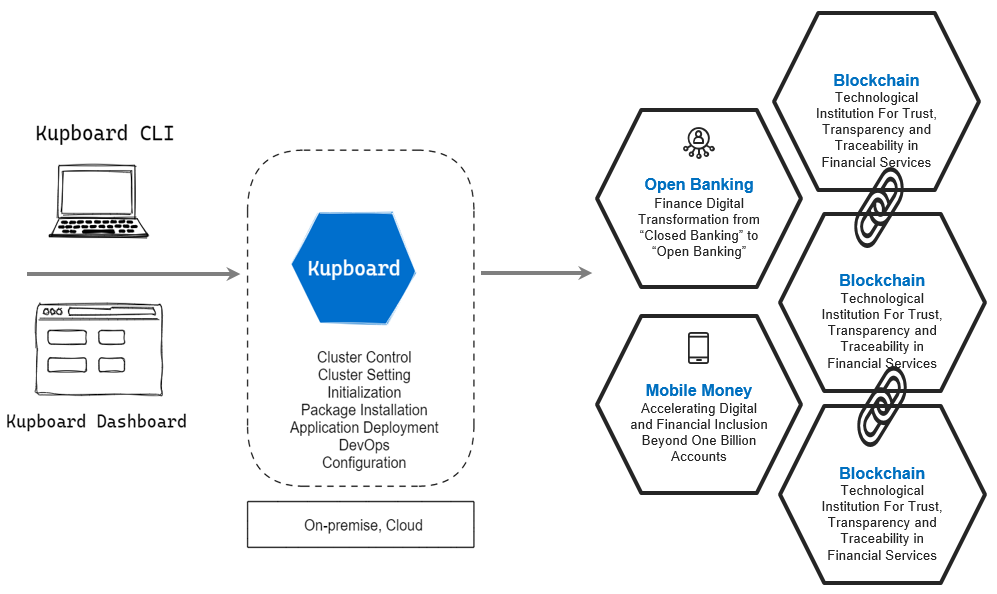 Kupboard CLI
Kupboard Dashboard
Kupboard
Cluster Control
Cluster Setting
Initialization
Package Installation
Application Deployment
DevOps
Configuration
On-premise, Cloud
Open Banking
Finance Digital
Transformation from
“Closed Banking” to
“Open Banking”
Mobile Money
Accelerating Digital
and Financial Inclusion
Beyond One Billion
Accounts
Blockchain
Technological
Institution For Trust,
Transparency and
Traceability in
Financial Services
Blockchain
Technological
Institution For Trust,
Transparency and
Traceability in
Financial Services
Blockchain
Technological
Institution For Trust,
Transparency and
Traceability in
Financial Services